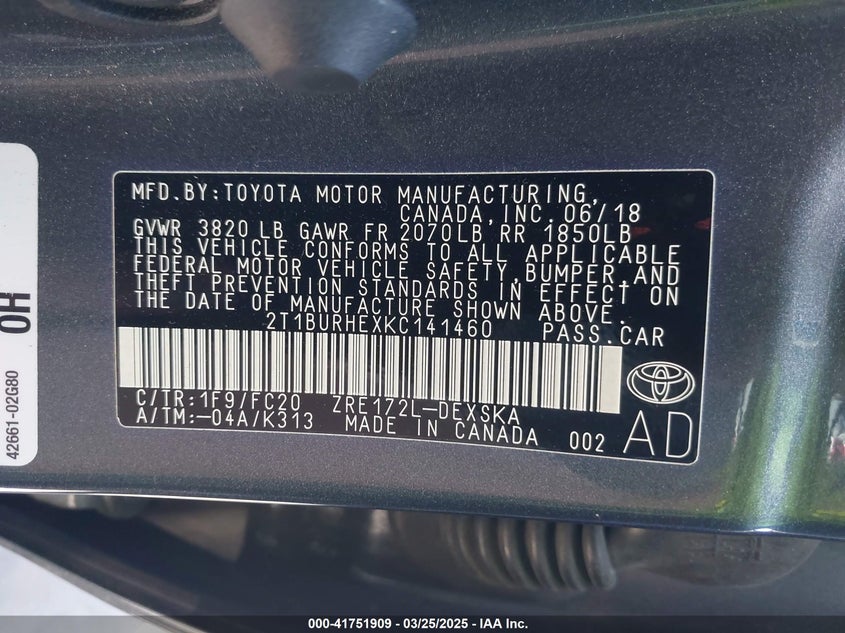 MFD.BY:TOYOTA MOTOR MANUFACTURING,
CANADA,INC.06/18
GVWR 3820 LB GAWR FR 2070LB,RR 1850LB
THIS VEHICLE CONFORMS TO ALL APPLICABLE
FEDERAL MOTOR VEHICLE SAFETY,BUMPER,AND
THEFT PREVENTION STANDARDS IN EFFECT ON
THE DATE OF MANUFACTURE SHOWN ABOVE.
2T1BURHEXKC141460 PASS.CAR
C/TR:1F9/FC20 ZRE172L-DEXSKA
A/TM:-04A/K313 MADE IN CANADA 002 AD
42661-02G80
OH
000-41751909 — 03/25/2025 — IAA Inc.